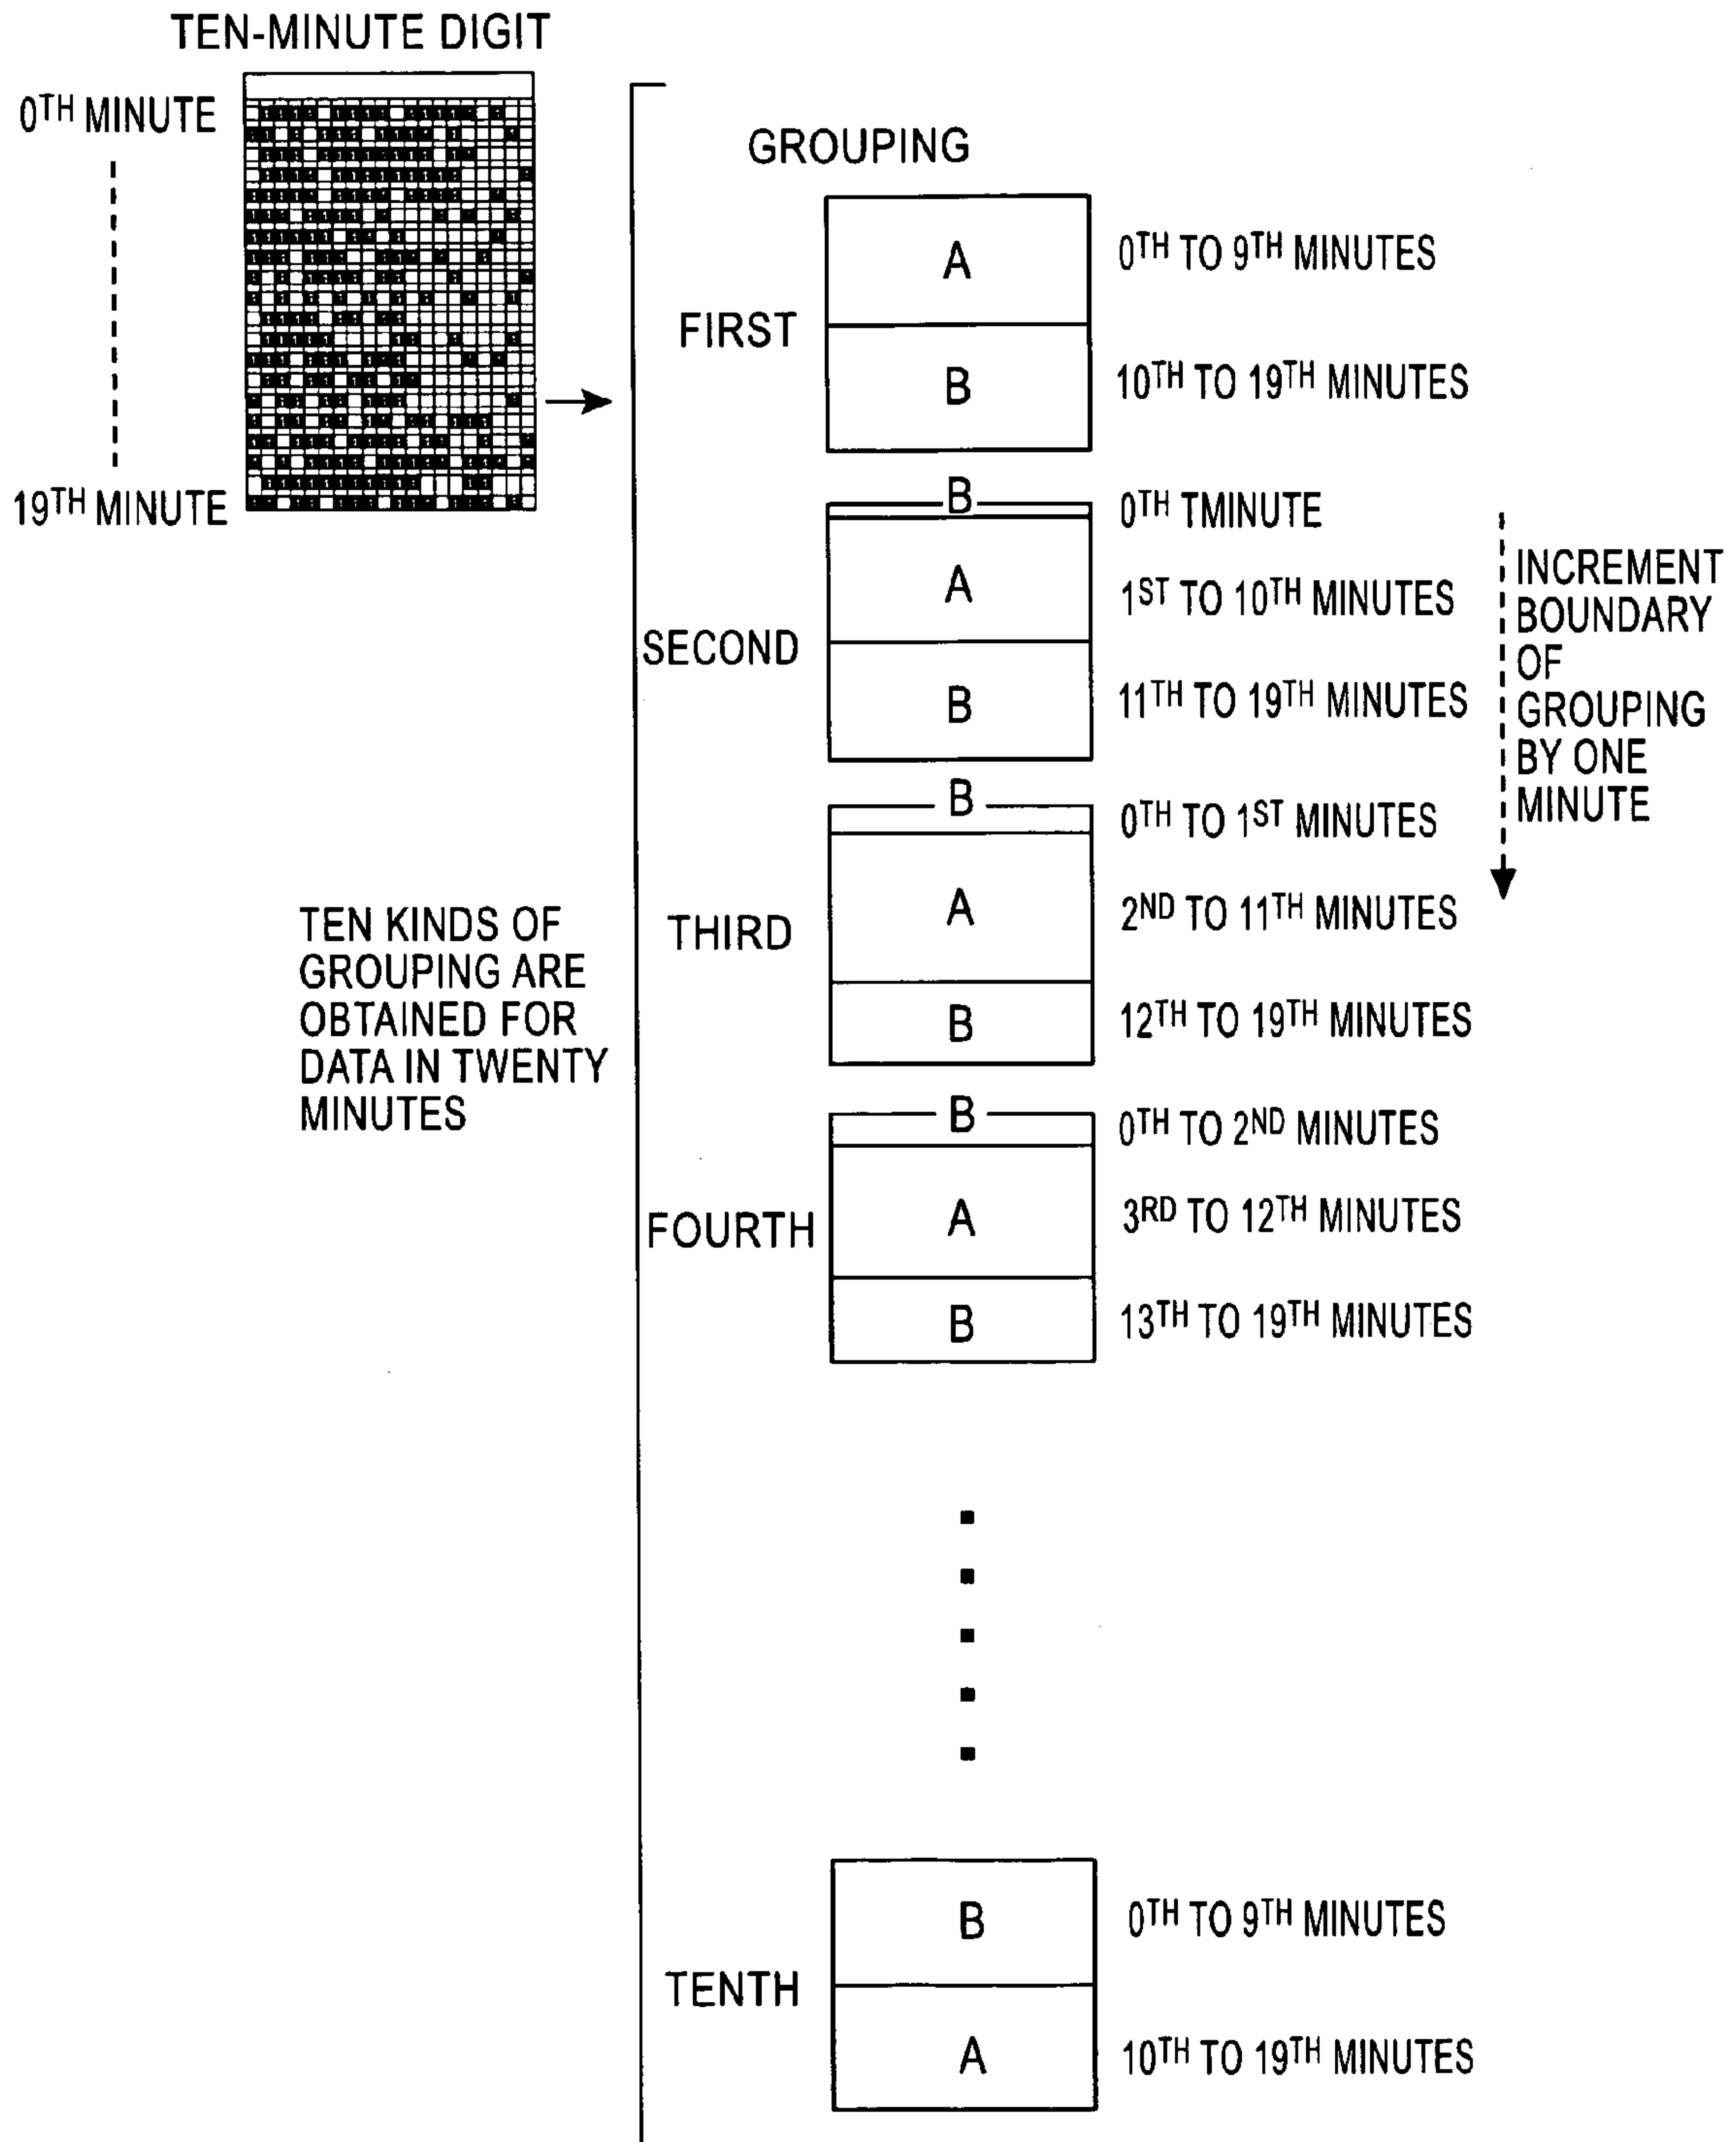 TEN-MINUTE DIGIT
0TH MINUTE
19TH MINUTE
GROUPING
FIRST
A
0TH TO 9TH MINUTES
B
10TH TO 19TH MINUTES
SECOND
B
0TH TMINUTE
A
1ST TO 10TH MINUTES
B
11TH TO 19TH MINUTES
INCREMENT
BOUNDARY
OF
GROUPING
BY ONE
MINUTE
THIRD
B
0TH TO 1ST MINUTES
A
2ND TO 11TH MINUTES
B
12TH TO 19TH MINUTES
TEN KINDS OF
GROUPING ARE
OBTAINED FOR
DATA IN TWENTY
MINUTES
FOURTH
B
0TH TO 2ND MINUTES
A
3RD TO 12TH MINUTES
B
13TH TO 19TH MINUTES
TENTH
B
0TH TO 9TH MINUTES
A
10TH TO 19TH MINUTES